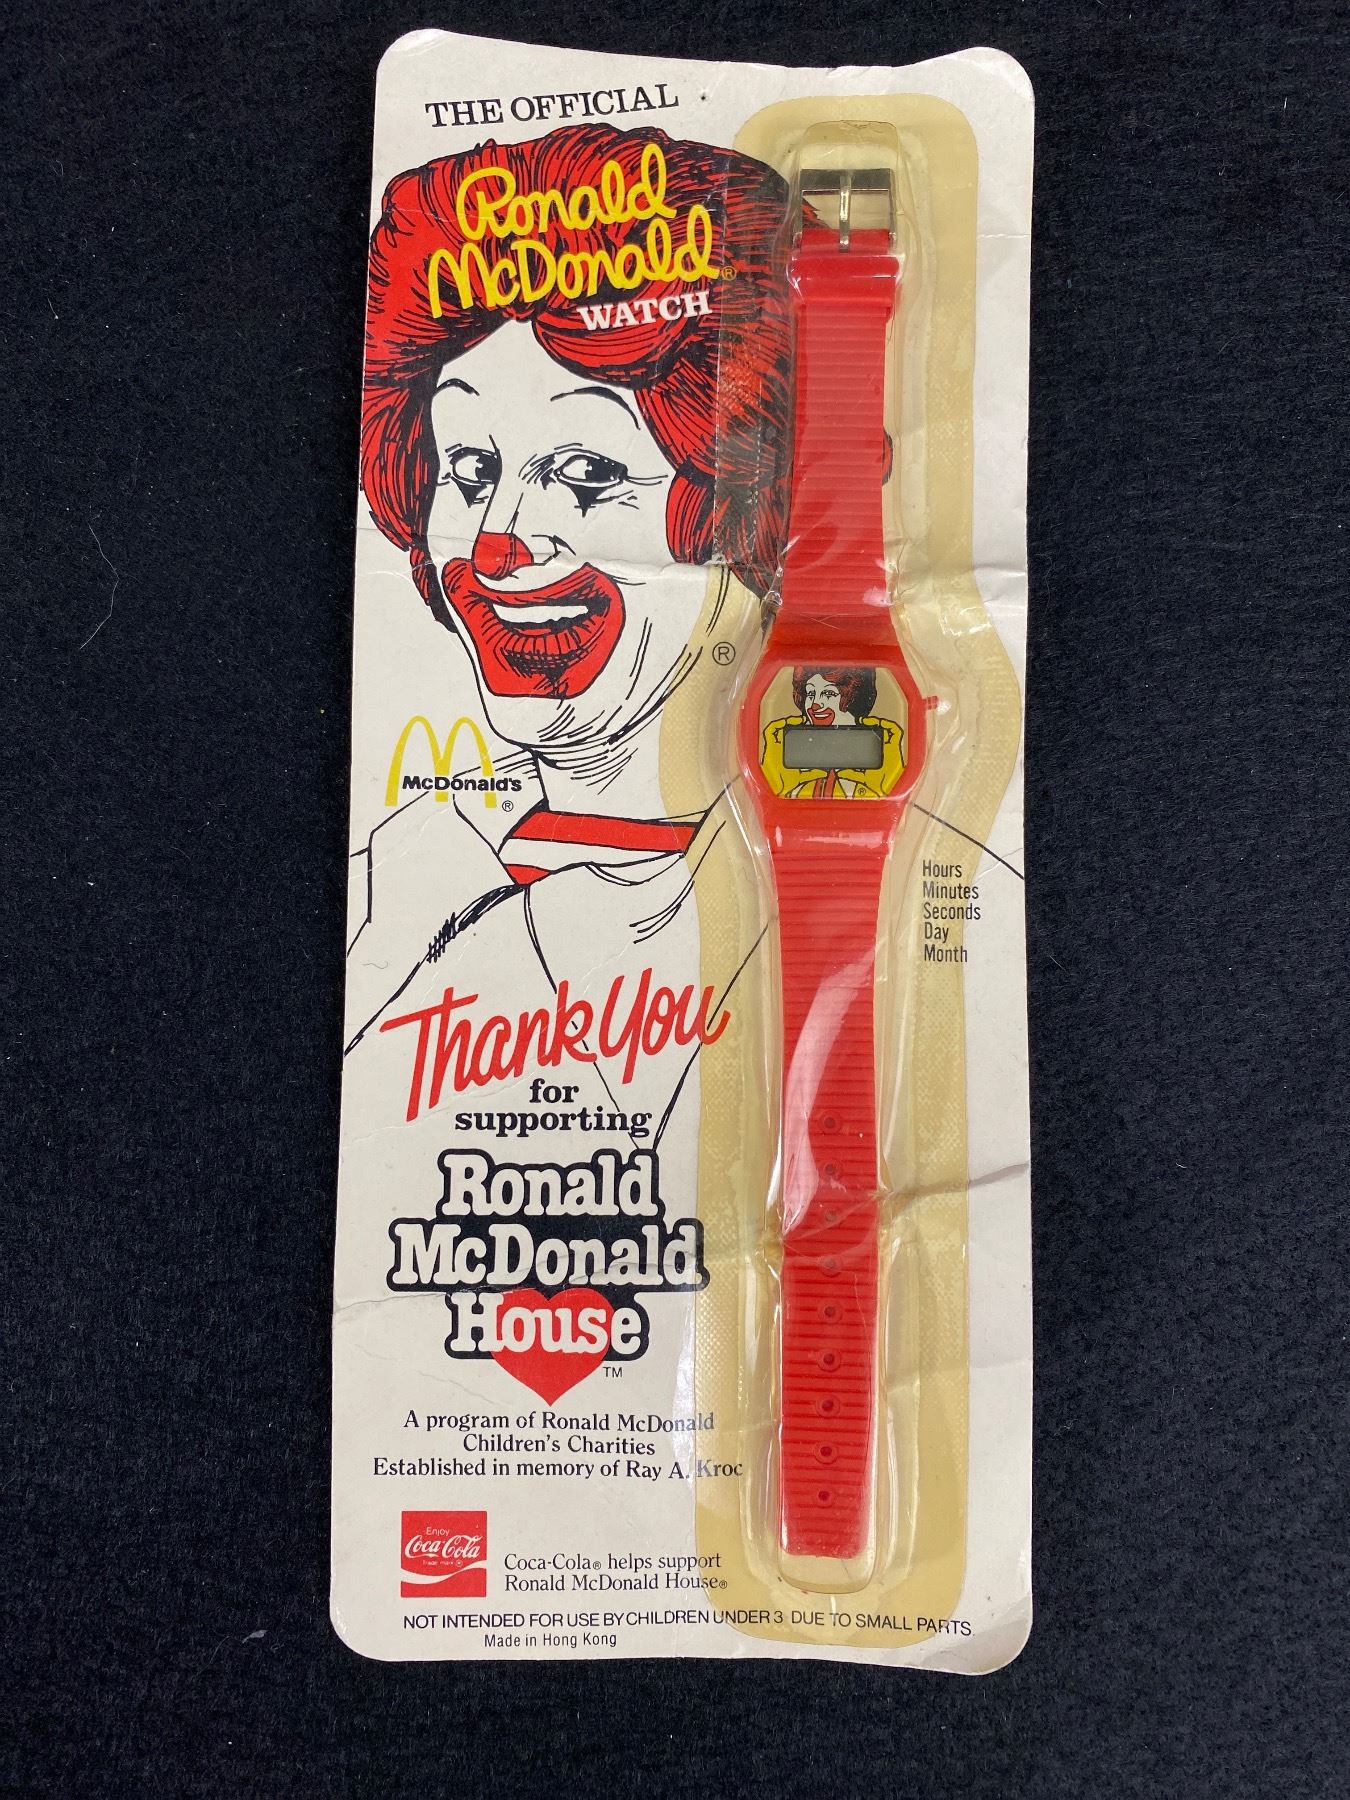 THE OFFICIAL
Ronald
McDonald®
WATCH
®
McDonald's
®
®
Hours
Minutes
Seconds
Day
Month
Thank You
for
supporting
Ronald
McDonald
House
TM
A program of Ronald McDonald
Children's Charities
Established in memory of Ray A. Kroc
Enjoy
Coca-Cola
Trade mark ®
Coca-Cola® helps support
Ronald McDonald House®
NOT INTENDED FOR USE BY CHILDREN UNDER 3 DUE TO SMALL PARTS.
Made in Hong Kong